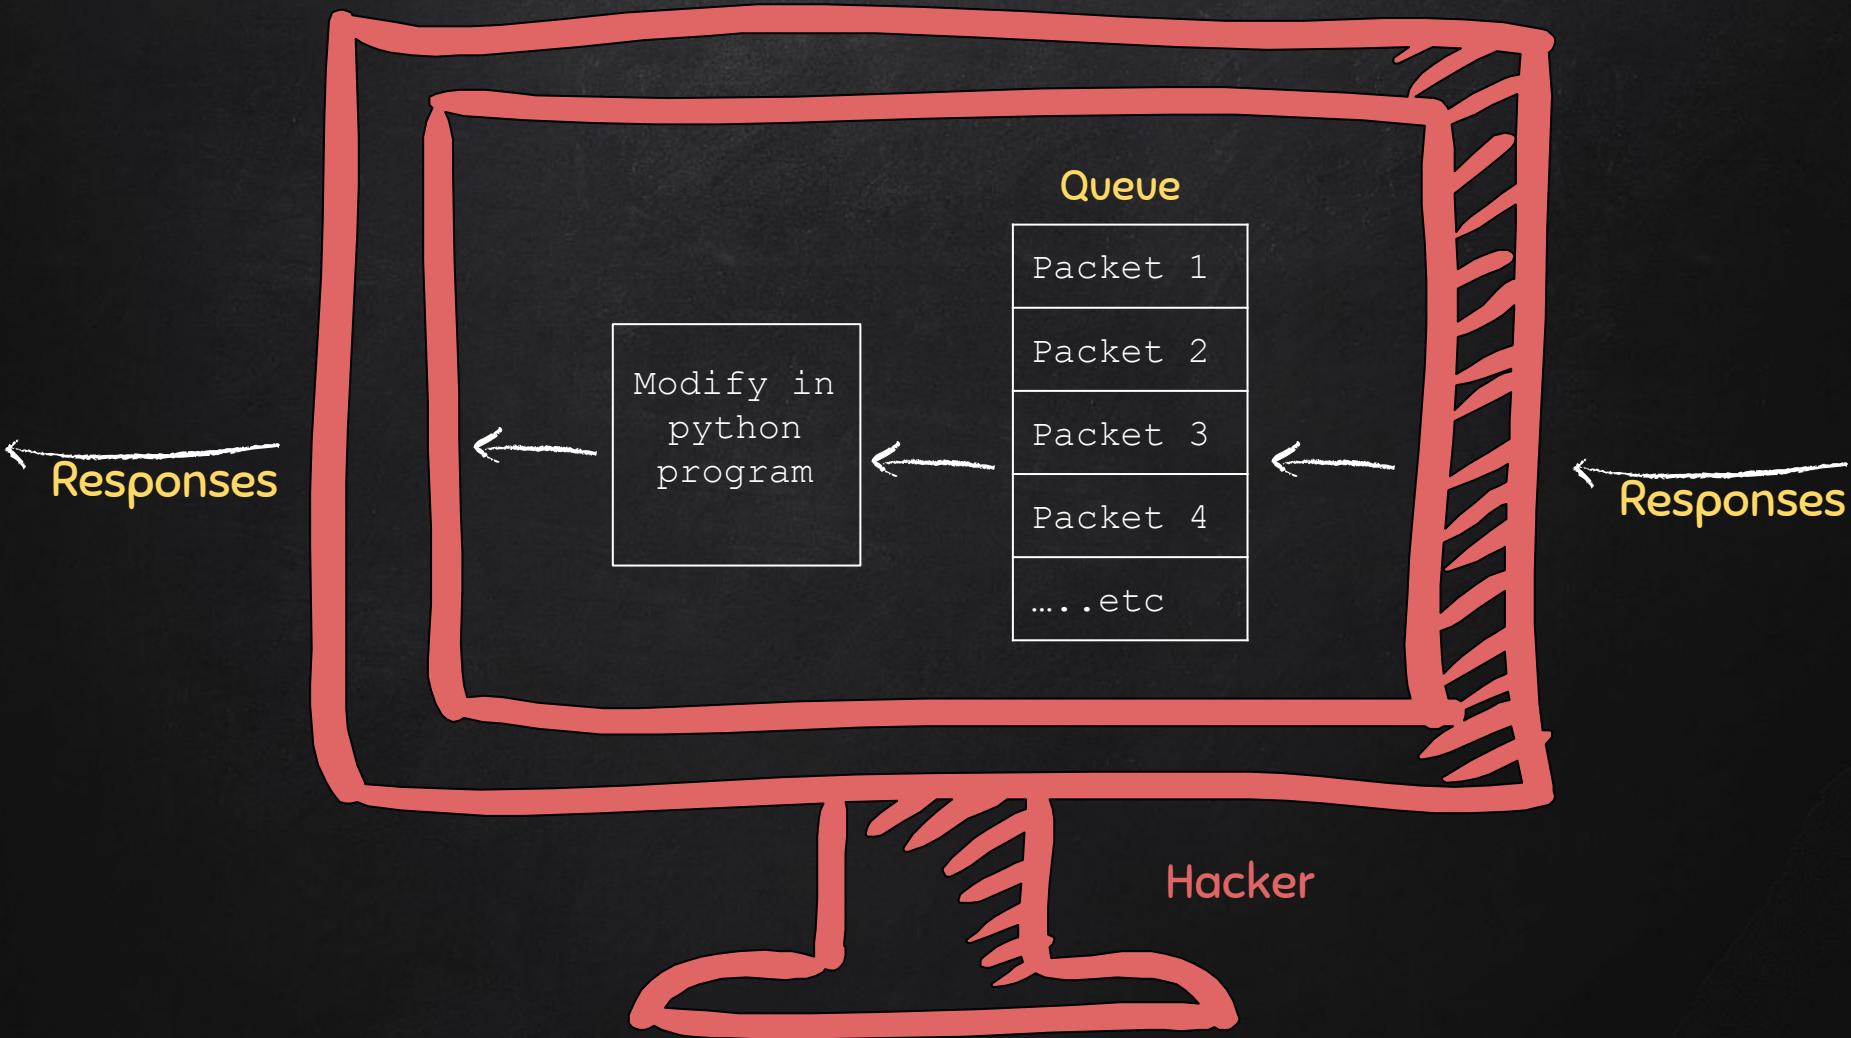 Queue
Packet 1
Packet 2
Packet 3
Packet 4
…..etc
Modify in
python
program
Responses
Responses
Hacker